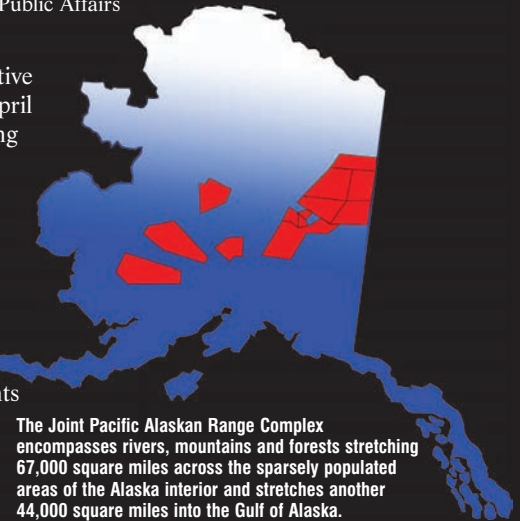 Public Affairs
tive
pril
ng
nts
The Joint Pacific Alaskan Range Complex
encompasses rivers, mountains and forests stretching
67,000 square miles across the sparsely populated
areas of the Alaska interior and stretches another
44,000 square miles into the Gulf of Alaska.